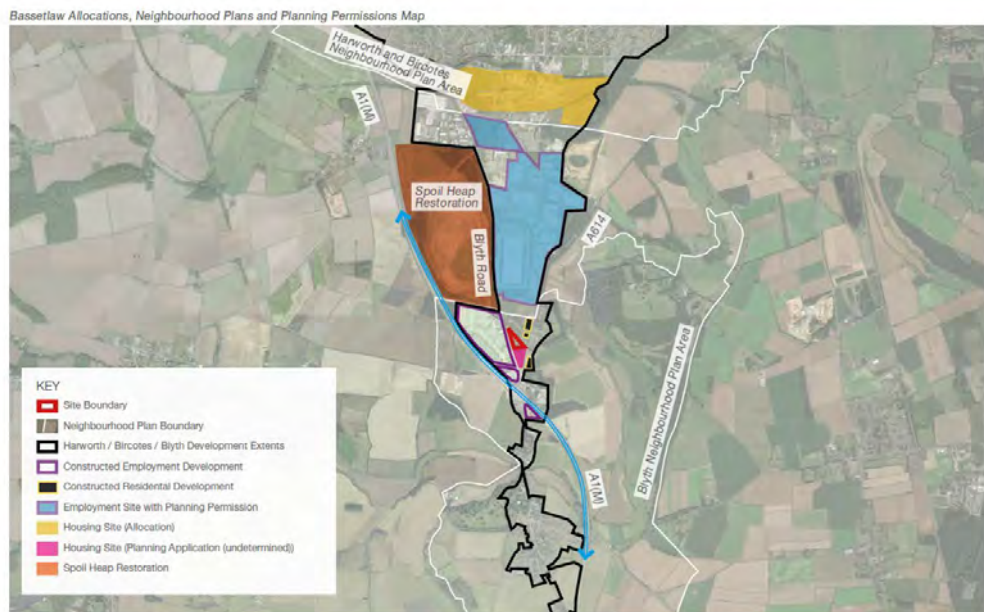 Bassetlaw Allocations, Neighbourhood Plans and Planning Permissions Map
Harworth and Bircotes
Neighbourhood Plan Area
A1(M)
Spoil Heap
Restoration
Blyth Road
A614
Blyth Neighbourhood Plan Area
A1(M)
KEY
Site Boundary
Neighbourhood Plan Boundary
Harworth / Bircotes / Blyth Development Extents
Constructed Employment Development
Constructed Residential Development
Employment Site with Planning Permission
Housing Site (Allocation)
Housing Site (Planning Application (undetermined))
Spoil Heap Restoration